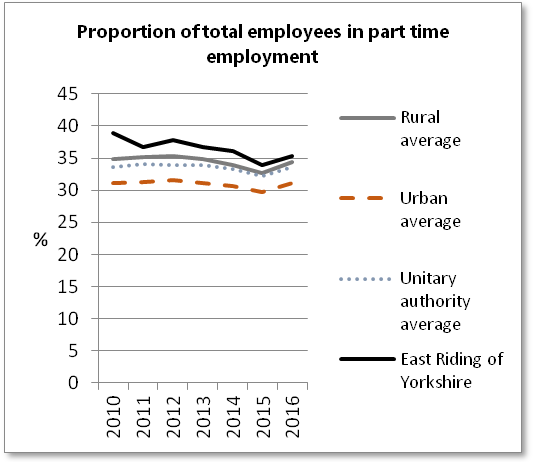 Proportion of total employees in part time
employment
45
40
35
30
25
20
15
10
5
0
%
2010
2011
2012
2013
2014
2015
2016
Rural
average
Urban
average
Unitary
authority
average
East Riding of
Yorkshire